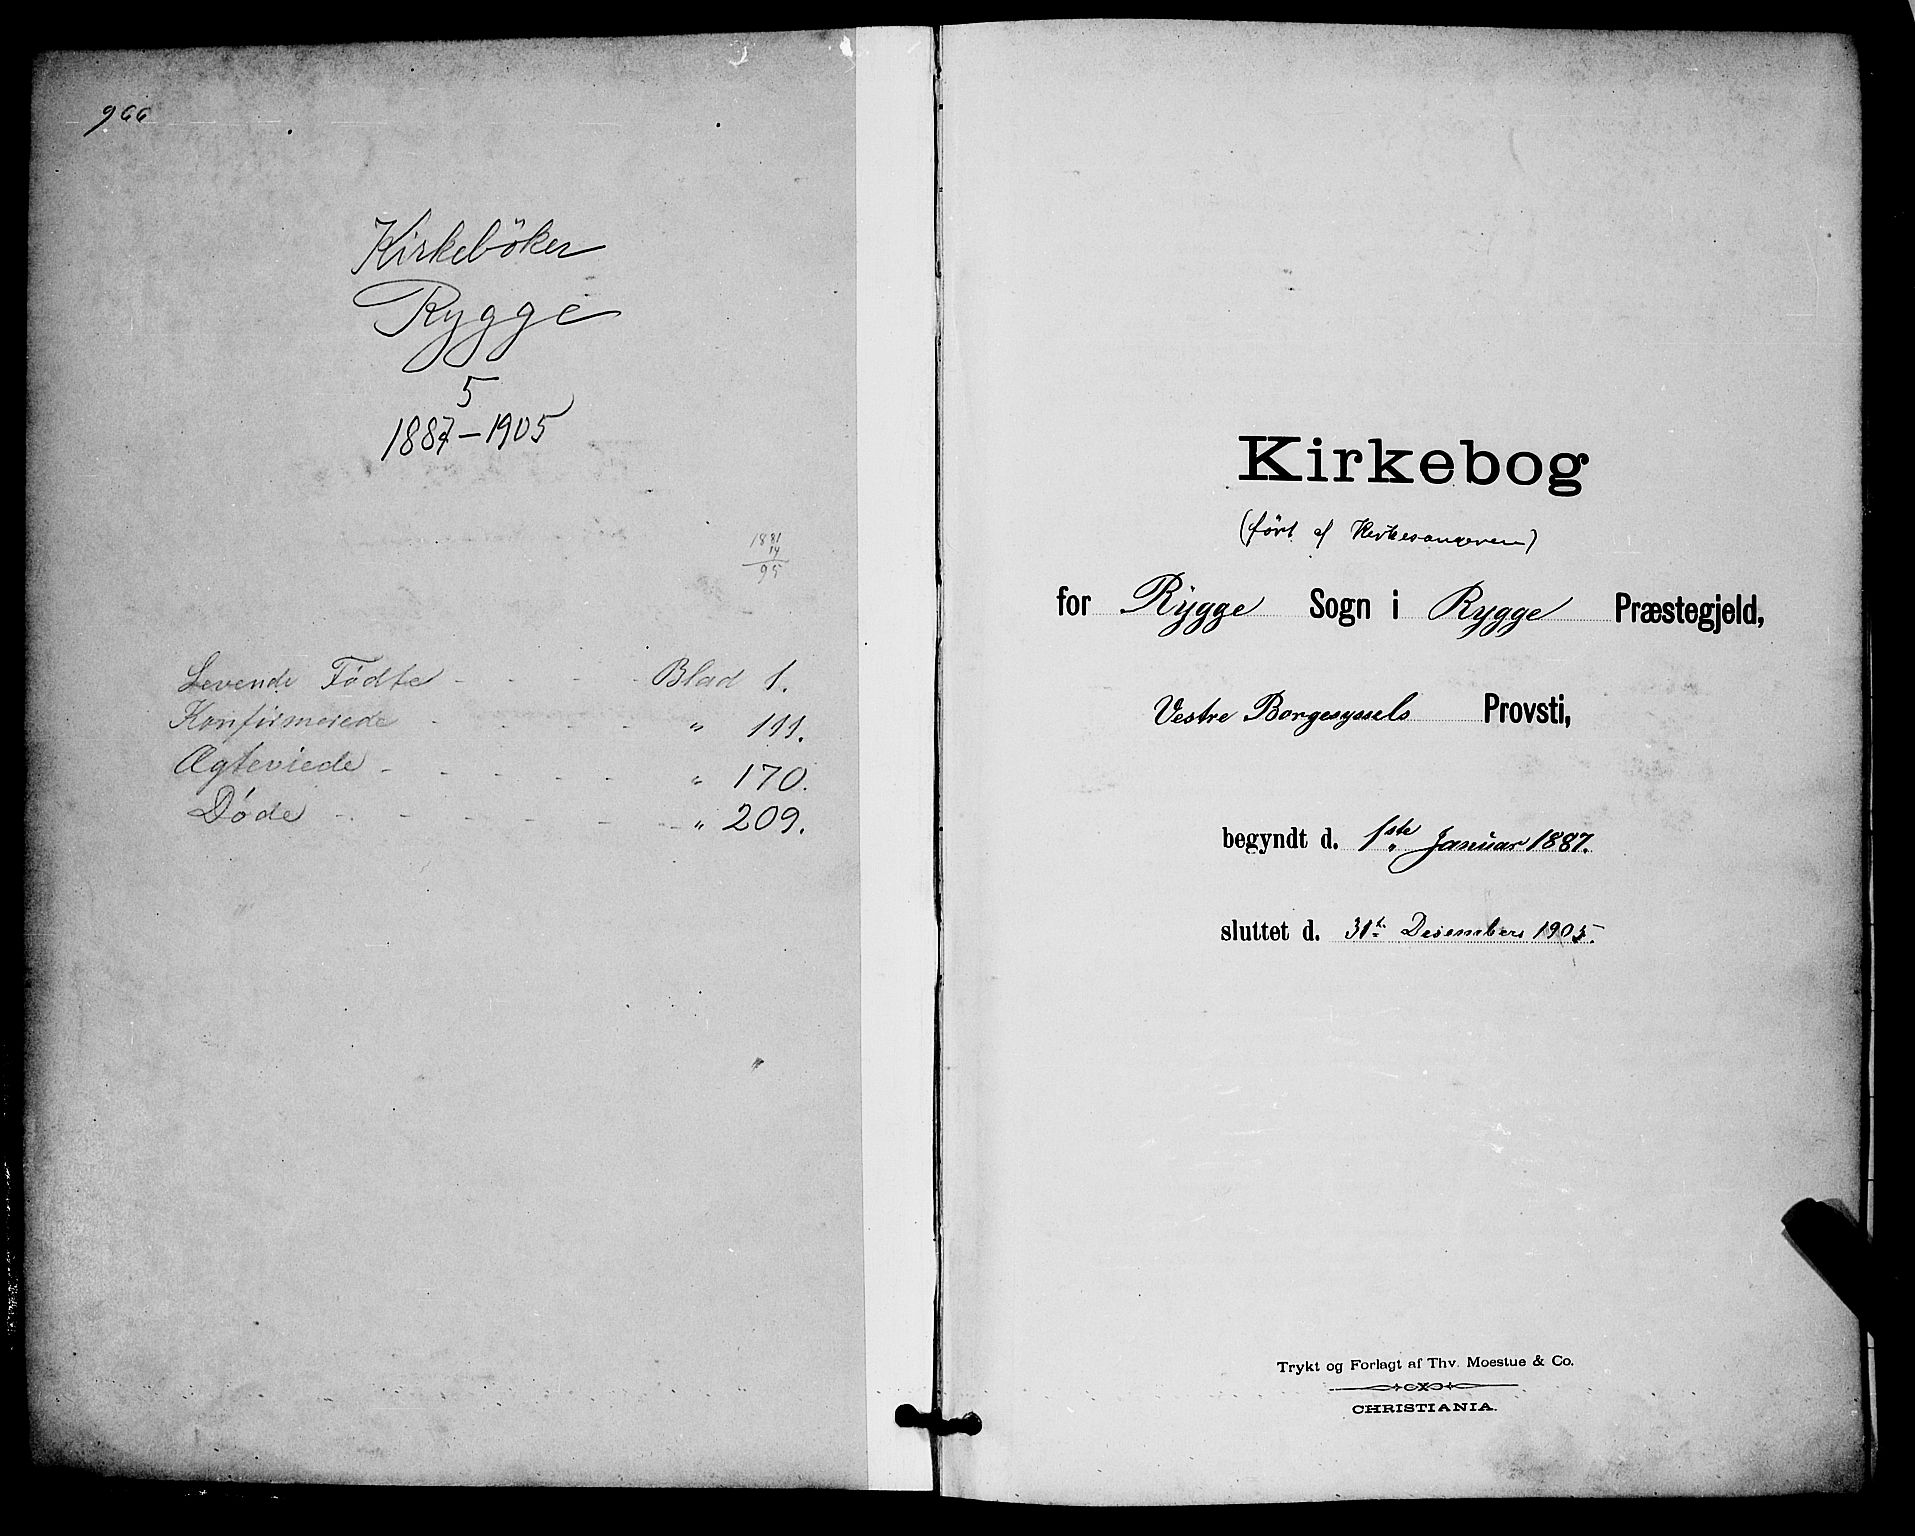 966
Kirkeböker
Rygge
5
1887-1905
1881
14
95
Levende Födte - - - - Blad 1.
Konfirmerede - - - - " 111.
Ægteviede - - - - - " 170.
Døde - - - - - - " 209.
Kirkebog
(ført af Kirkesangeren)
for Rygge Sogn i Rygge Præstegjeld,
Vestre Borgesyssels Provsti,
begyndt d. 1ste Januar 1887.
sluttet d. 31te Desembers 1905.
Trykt og Forlagt af Thv. Moestue & Co.
CHRISTIANIA.